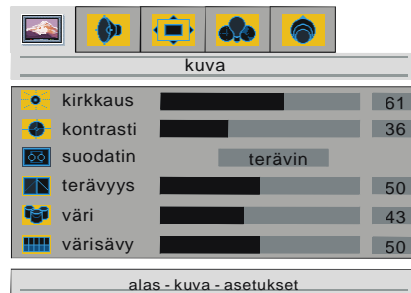 kuva
kirkkaus 61
kontrasti 36
suodatin terävin
terävyys 50
väri 43
värisävy 50
alas - kuva - asetukset